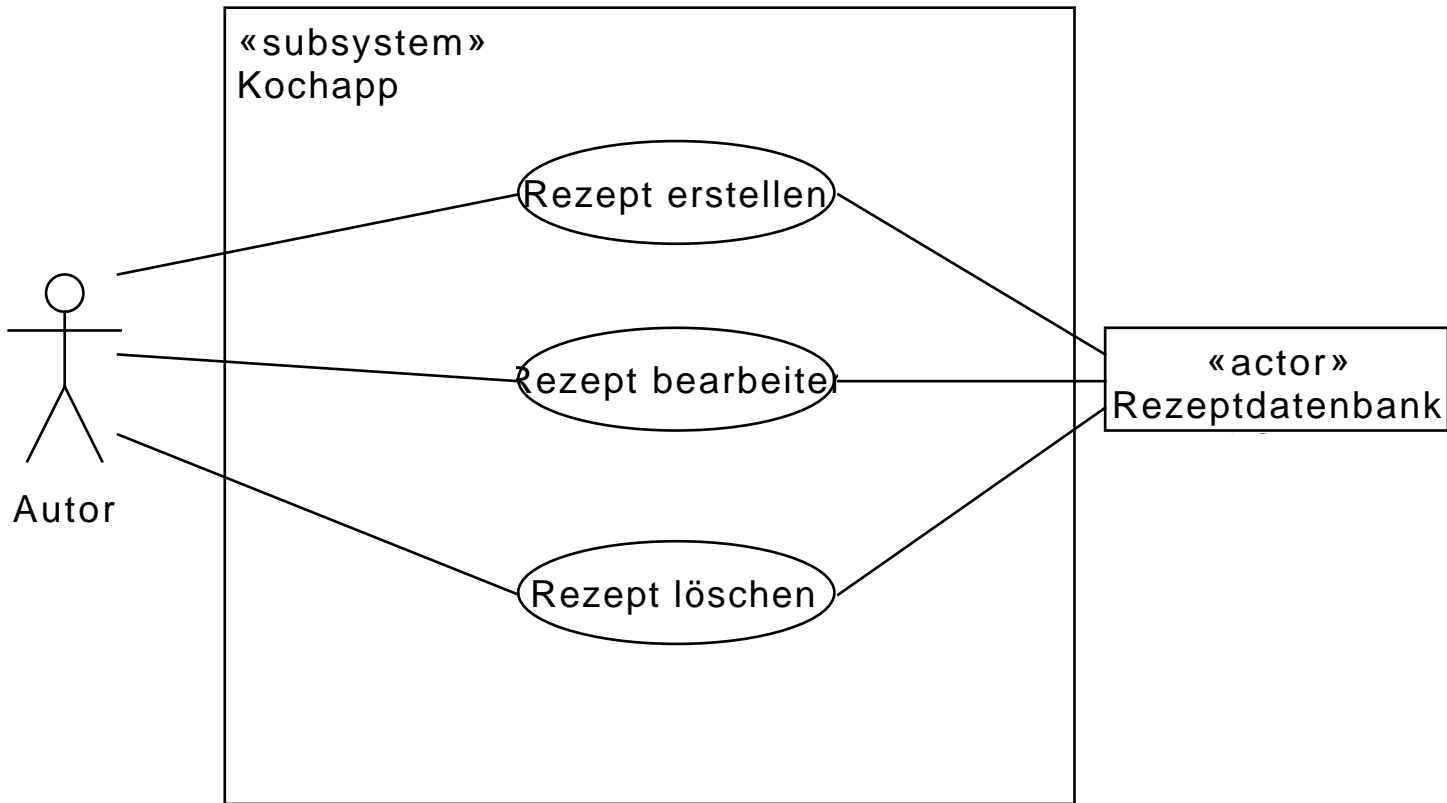 «subsystem»
Kochapp
Rezept erstellen
Rezept bearbeiten
«actor»
Rezeptdatenbank
Autor
Rezept löschen